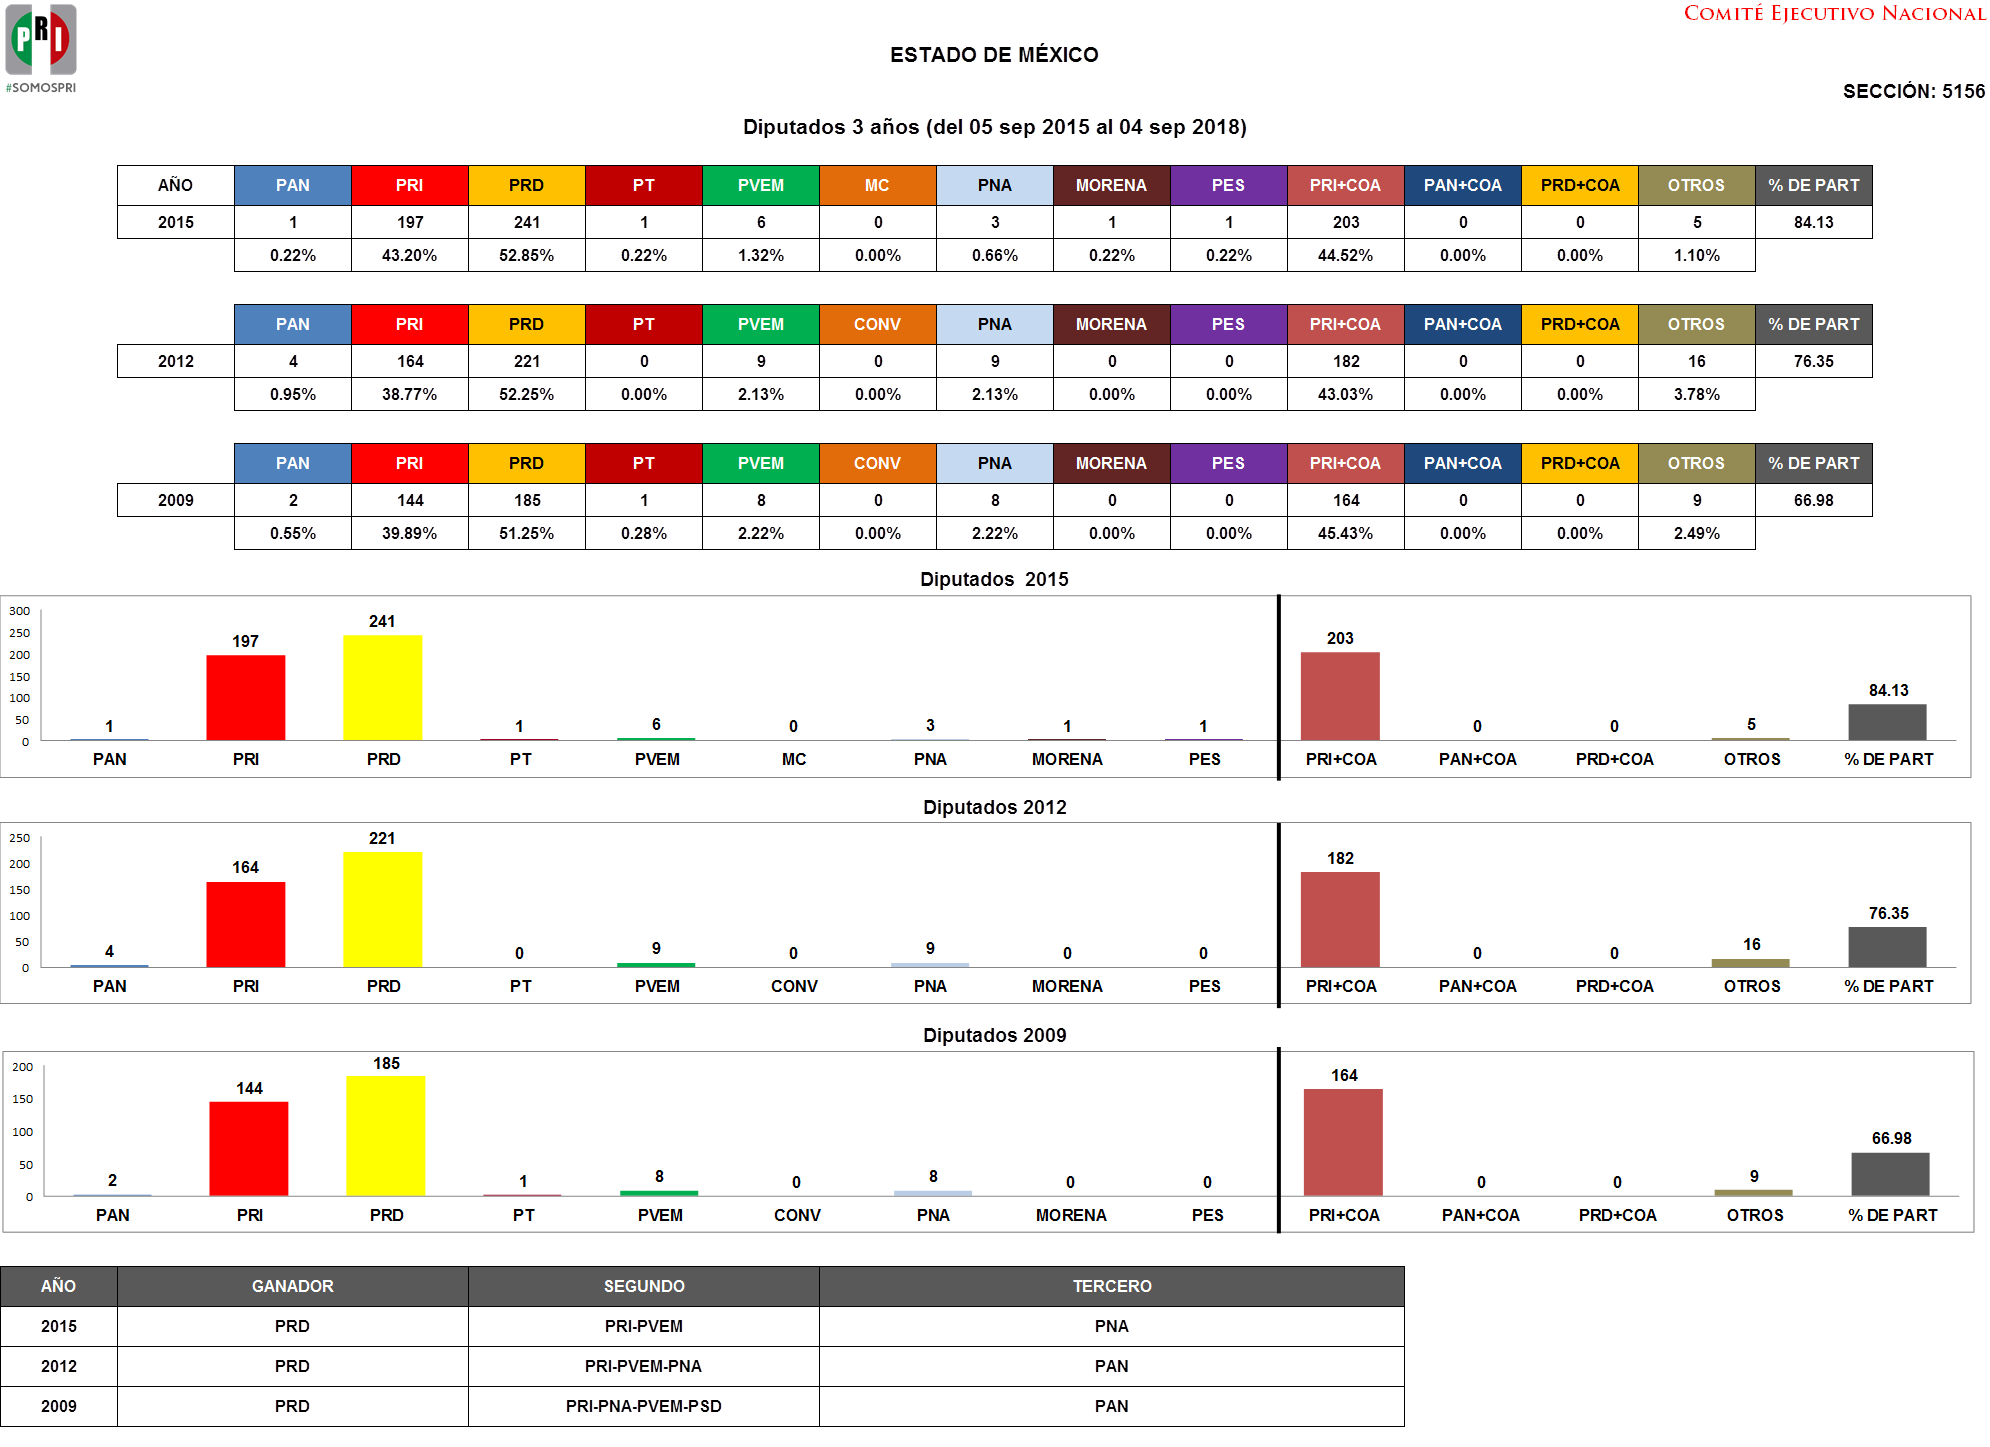 PRI
#SOMOSPRI
COMITÉ EJECUTIVO NACIONAL
ESTADO DE MÉXICO
SECCIÓN: 5156
Diputados 3 años (del 05 sep 2015 al 04 sep 2018)
AÑO PAN PRI PRD PT PVEM MC PNA MORENA PES PRI+COA PAN+COA PRD+COA OTROS % DE PART
2015 1 197 241 1 6 0 3 1 1 203 0 0 5 84.13
0.22% 43.20% 52.85% 0.22% 1.32% 0.00% 0.66% 0.22% 0.22% 44.52% 0.00% 0.00% 1.10%
PAN PRI PRD PT PVEM CONV PNA MORENA PES PRI+COA PAN+COA PRD+COA OTROS % DE PART
2012 4 164 221 0 9 0 9 0 0 182 0 0 16 76.35
0.95% 38.77% 52.25% 0.00% 2.13% 0.00% 2.13% 0.00% 0.00% 43.03% 0.00% 0.00% 3.78%
PAN PRI PRD PT PVEM CONV PNA MORENA PES PRI+COA PAN+COA PRD+COA OTROS % DE PART
2009 2 144 185 1 8 0 8 0 0 164 0 0 9 66.98
0.55% 39.89% 51.25% 0.28% 2.22% 0.00% 2.22% 0.00% 0.00% 45.43% 0.00% 0.00% 2.49%
Diputados 2015
300
250
200
150
100
50
0
1 197 241 1 6 0 3 1 1 203 0 0 5 84.13
PAN PRI PRD PT PVEM MC PNA MORENA PES PRI+COA PAN+COA PRD+COA OTROS % DE PART
Diputados 2012
250
200
150
100
50
0
4 164 221 0 9 0 9 0 0 182 0 0 16 76.35
PAN PRI PRD PT PVEM CONV PNA MORENA PES PRI+COA PAN+COA PRD+COA OTROS % DE PART
Diputados 2009
200
150
100
50
0
2 144 185 1 8 0 8 0 0 164 0 0 9 66.98
PAN PRI PRD PT PVEM CONV PNA MORENA PES PRI+COA PAN+COA PRD+COA OTROS % DE PART
AÑO GANADOR SEGUNDO TERCERO
2015 PRD PRI-PVEM PNA
2012 PRD PRI-PVEM-PNA PAN
2009 PRD PRI-PNA-PVEM-PSD PAN